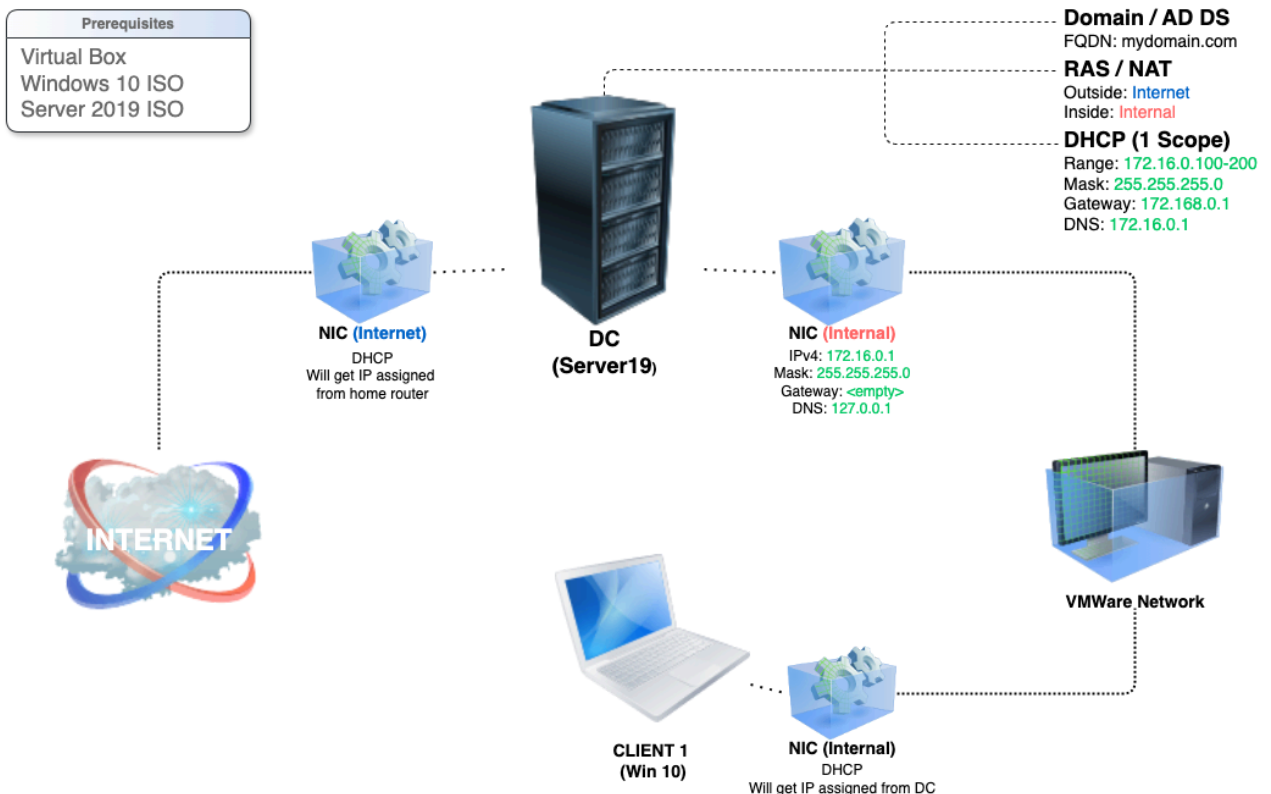 Prerequisites
Virtual Box
Windows 10 ISO
Server 2019 ISO
Domain / AD DS
FQDN: mydomain.com
RAS / NAT
Outside: Internet
Inside: Internal
DHCP (1 Scope)
Range: 172.16.0.100-200
Mask: 255.255.255.0
Gateway: 172.168.0.1
DNS: 172.16.0.1
NIC (Internet)
DHCP
Will get IP assigned
from home router
DC
(Server19)
NIC (Internal)
IPv4: 172.16.0.1
Mask: 255.255.255.0
Gateway: <empty>
DNS: 127.0.0.1
INTERNET
VMWare Network
CLIENT 1
(Win 10)
NIC (Internal)
DHCP
Will get IP assigned from DC